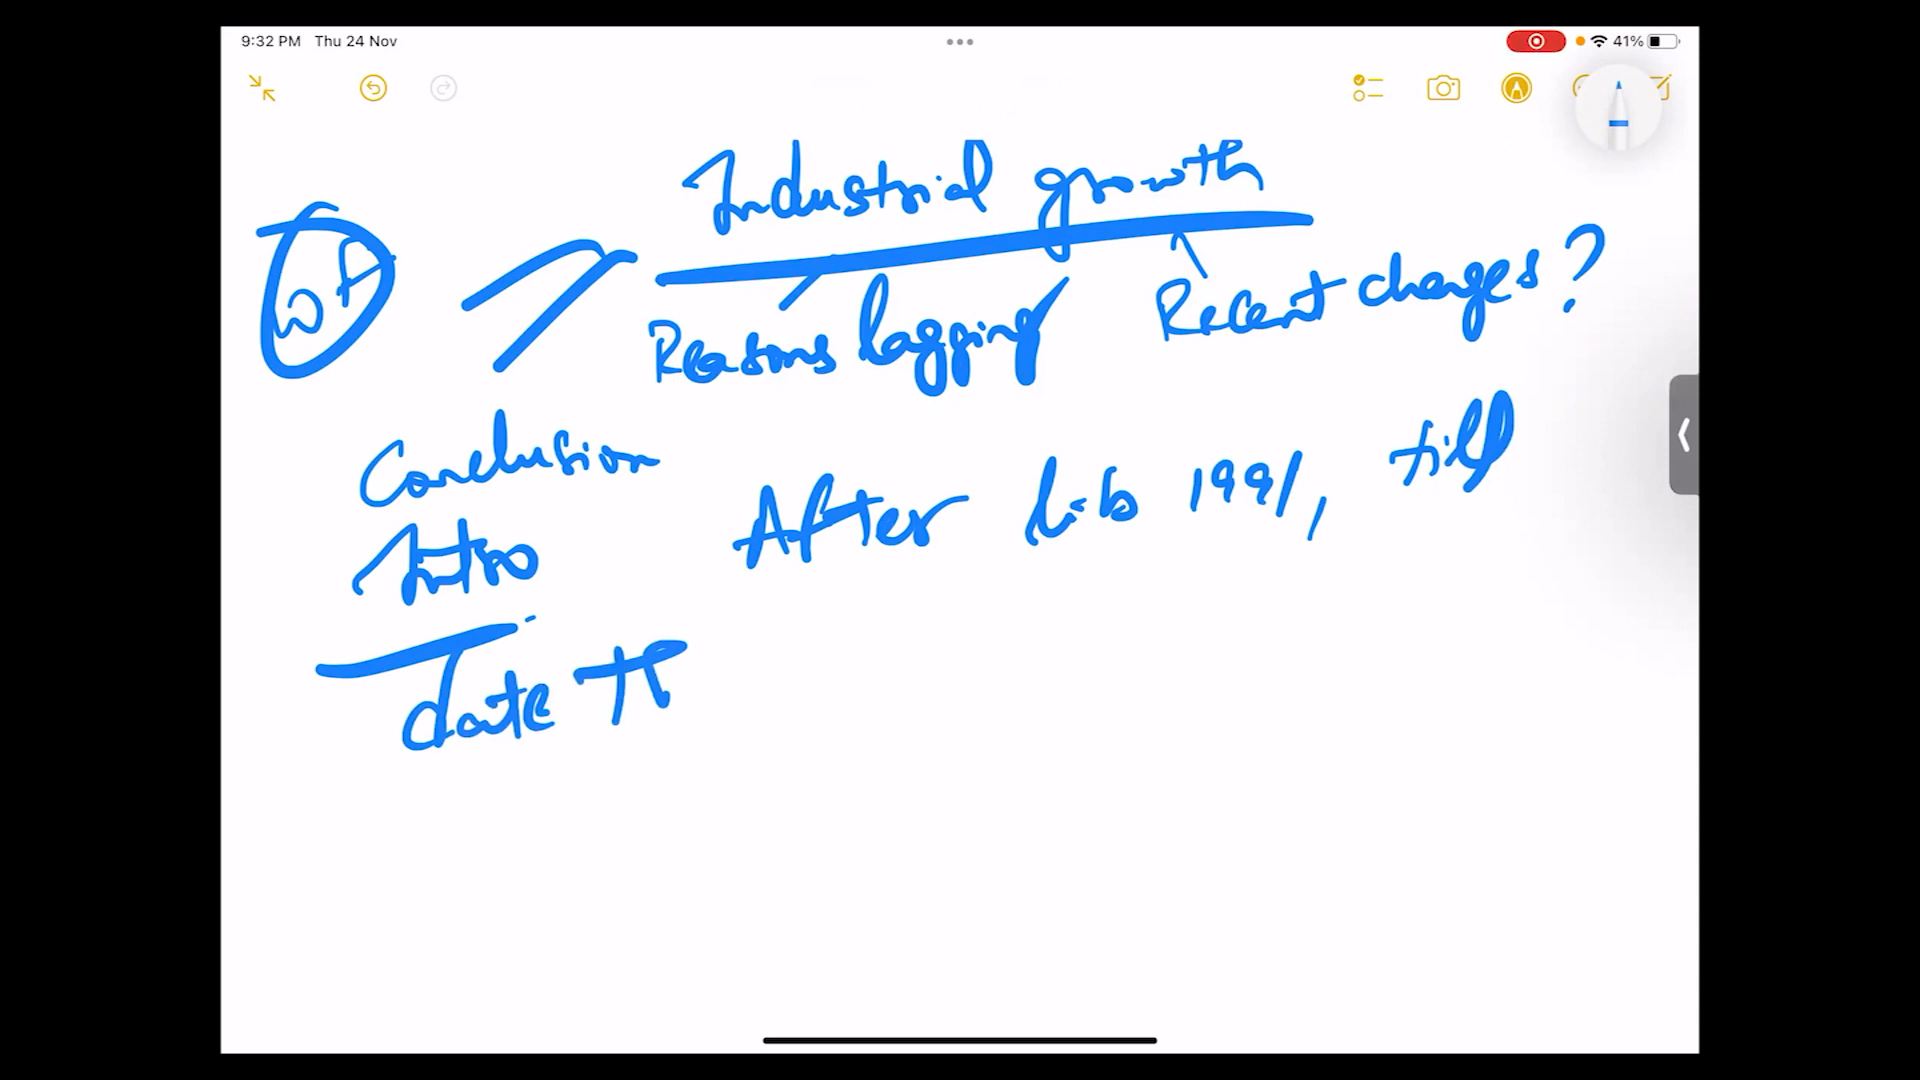 9:32 PM Thu 24 Nov
41%
Industrial growth
Reasons lagging
Recent changes?
Conclusion
Intro
After lib 1991, till
date